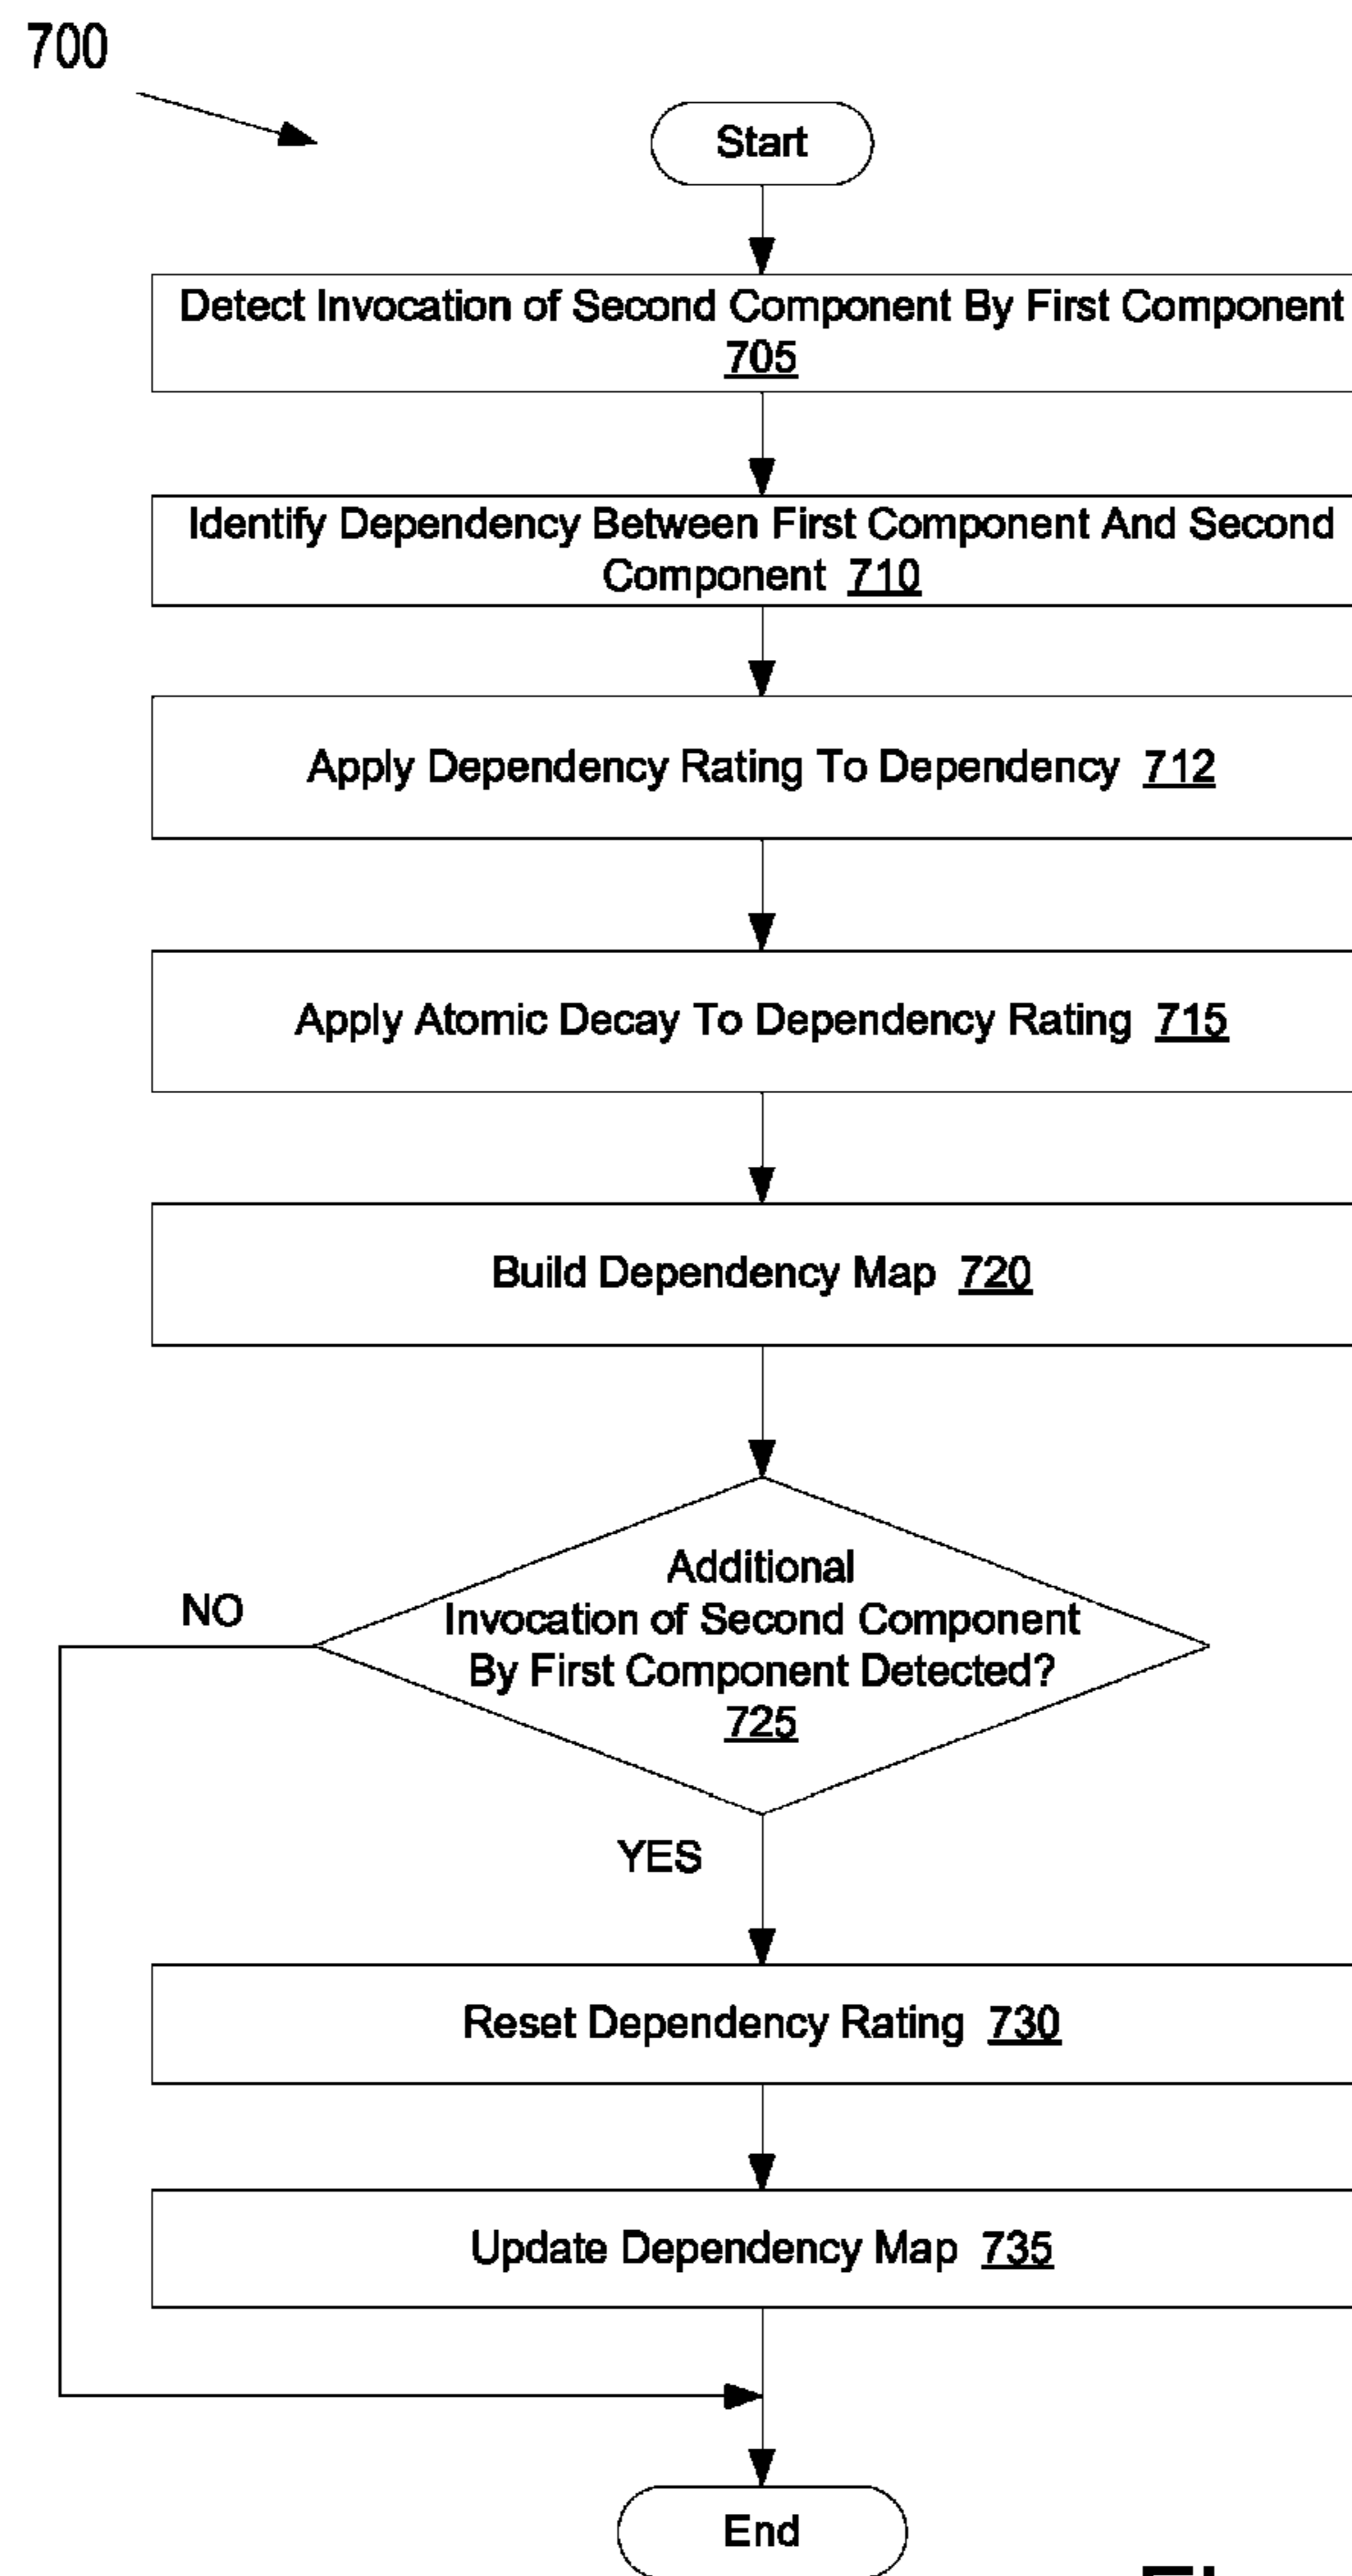 700
Start
Detect Invocation of Second Component By First Component
705
Identify Dependency Between First Component And Second
Component 710
Apply Dependency Rating To Dependency 712
Apply Atomic Decay To Dependency Rating 715
Build Dependency Map 720
Additional
Invocation of Second Component
By First Component Detected?
725
NO
YES
Reset Dependency Rating 730
Update Dependency Map 735
End